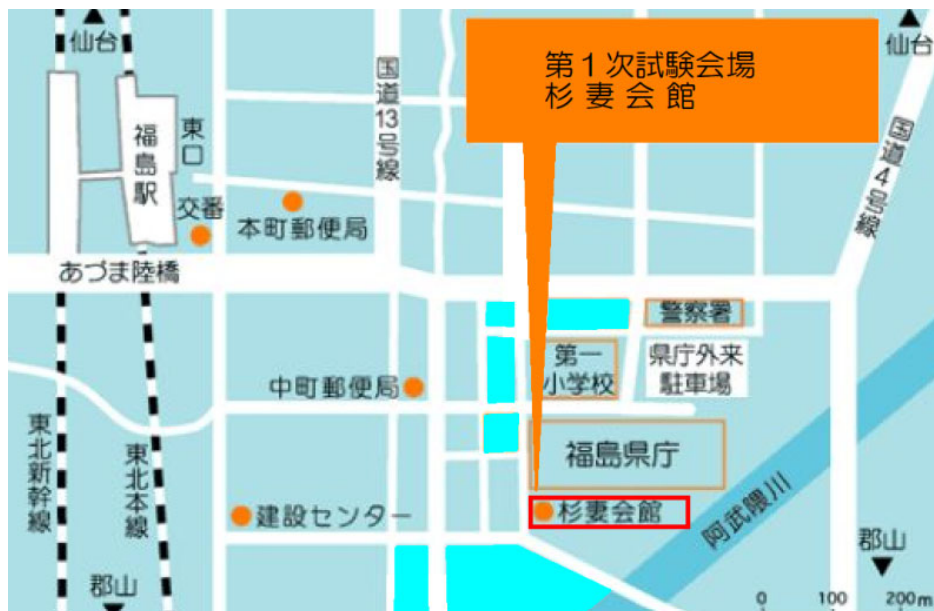 仙台
仙台
第１次試験会場
杉妻会館
国道13号線
国道4号線
東口
福島駅
交番
本町郵便局
あづま陸橋
警察署
第一
小学校
県庁外来
駐車場
中町郵便局
福島県庁
東北新幹線
東北本線
建設センター
杉妻会館
阿武隈川
郡山
郡山
0 100 200m